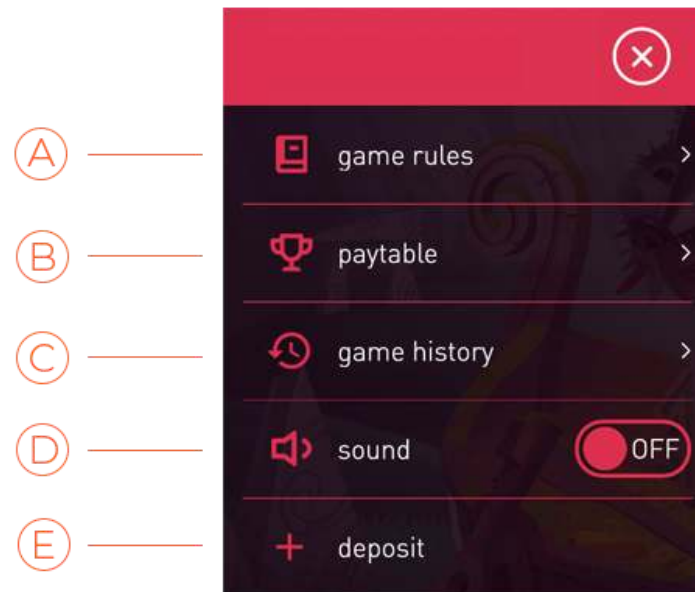 A game rules
B paytable
C game history
D sound OFF
E deposit